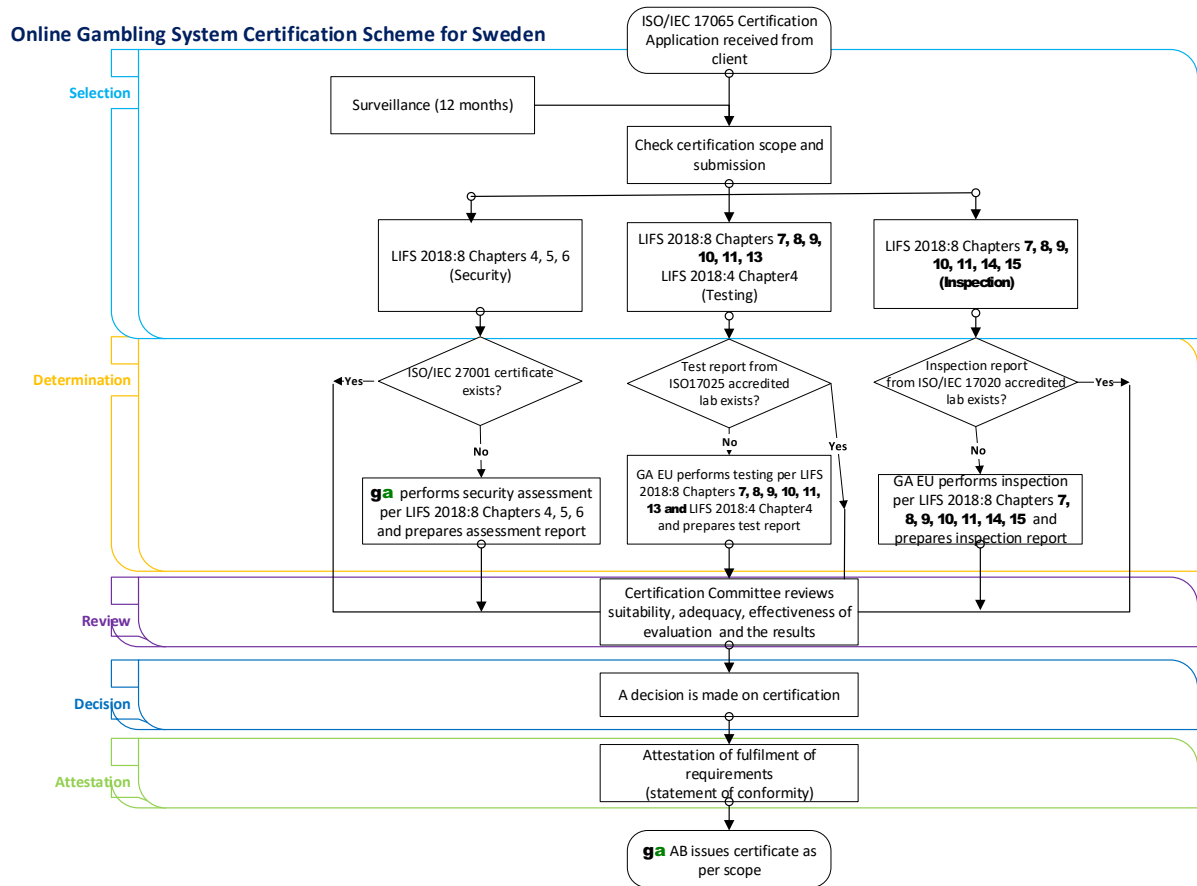 Online Gambling System Certification Scheme for Sweden
ISO/IEC 17065 Certification
Application received from
client
Selection
Surveillance (12 months)
Check certification scope and
submission
LIFS 2018:8 Chapters 4, 5, 6
(Security)
LIFS 2018:8 Chapters 7, 8, 9,
10, 11, 13
LIFS 2018:4 Chapter4
(Testing)
LIFS 2018:8 Chapters 7, 8, 9,
10, 11, 14, 15
(Inspection)
Determination
Yes
ISO/IEC 27001 certificate
exists?
Test report from
ISO17025 accredited
lab exists?
Inspection report
from ISO/IEC 17020 accredited
lab exists?
Yes
No
No
Yes
No
ga performs security assessment
per LIFS 2018:8 Chapters 4, 5, 6
and prepares assessment report
GA EU performs testing per LIFS
2018:8 Chapters 7, 8, 9, 10, 11,
13 and LIFS 2018:4 Chapter4
and prepares test report
GA EU performs inspection
per LIFS 2018:8 Chapters 7,
8, 9, 10, 11, 14, 15 and
prepares inspection report
Review
Certification Committee reviews
suitability, adequacy, effectiveness of
evaluation and the results
Decision
A decision is made on certification
Attestation
Attestation of fulfilment of
requirements
(statement of conformity)
ga AB issues certificate as
per scope